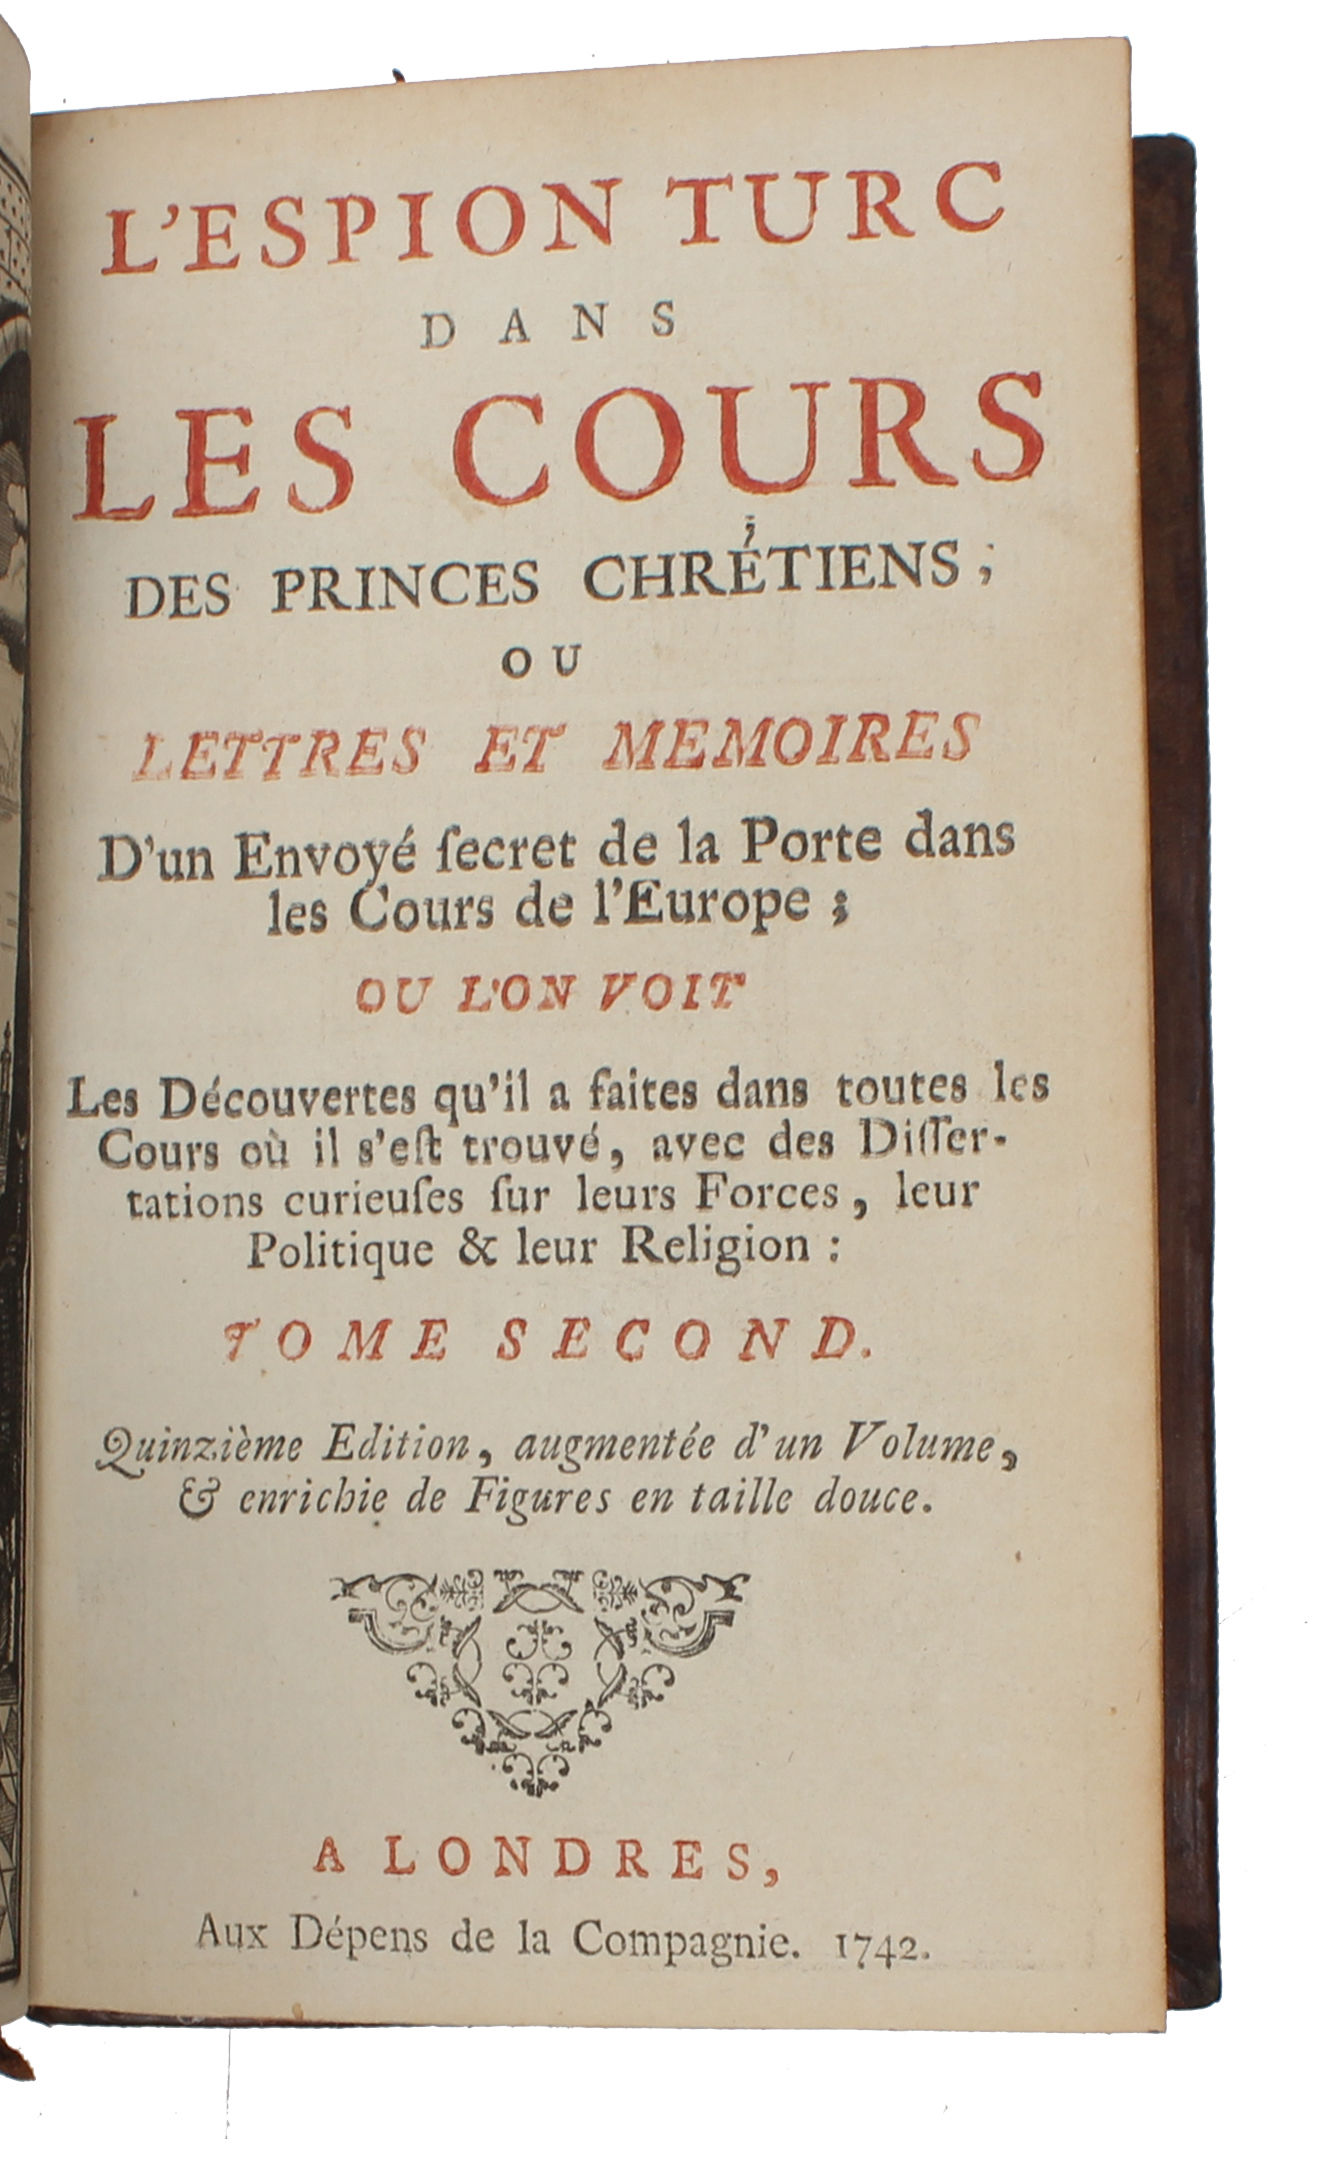 L'ESPION TURC
DANS
LES COURS
DES PRINCES CHRÉTIENS;
OU
LETTRES ET MEMOIRES
D'un Envoyé ſecret de la Porte dans
les Cours de l'Europe;
OU L'ON VOIT
Les Découvertes qu'il a faites dans toutes les
Cours où il s'eſt trouvé, avec des Diſſer-
tations curieuſes ſur leurs Forces, leur
Politique & leur Religion:
TOME SECOND.
Quinzième Edition, augmentée d'un Volume,
& enrichie de Figures en taille douce.
A LONDRES,
Aux Dépens de la Compagnie. 1742.